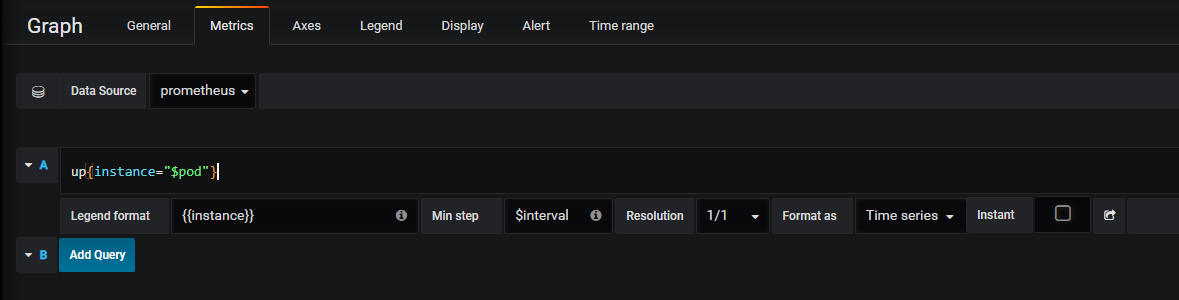 Graph General Metrics Axes Legend Display Alert Time range
Data Source prometheus
A up{instance="$pod"}
Legend format {{instance}} Min step $interval Resolution 1/1 Format as Time series Instant
B Add Query